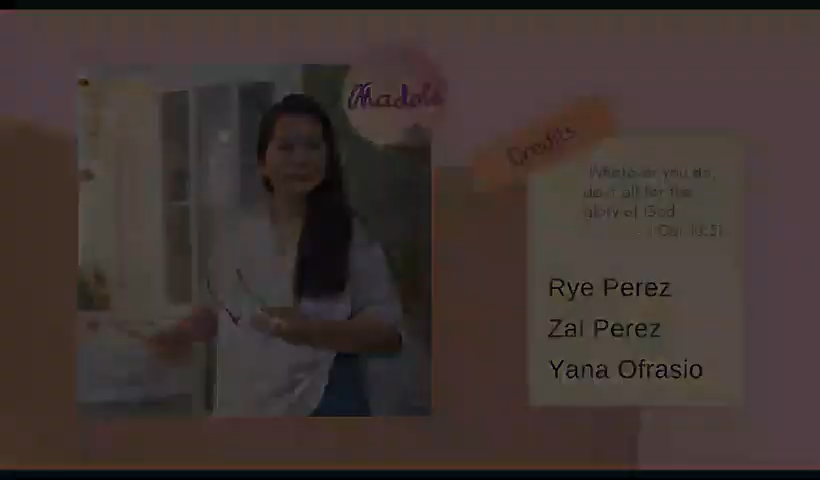 Credits
Whatever you do,
do it all for the
glory of God
Rye Perez
Zal Perez
Yana Ofrasio